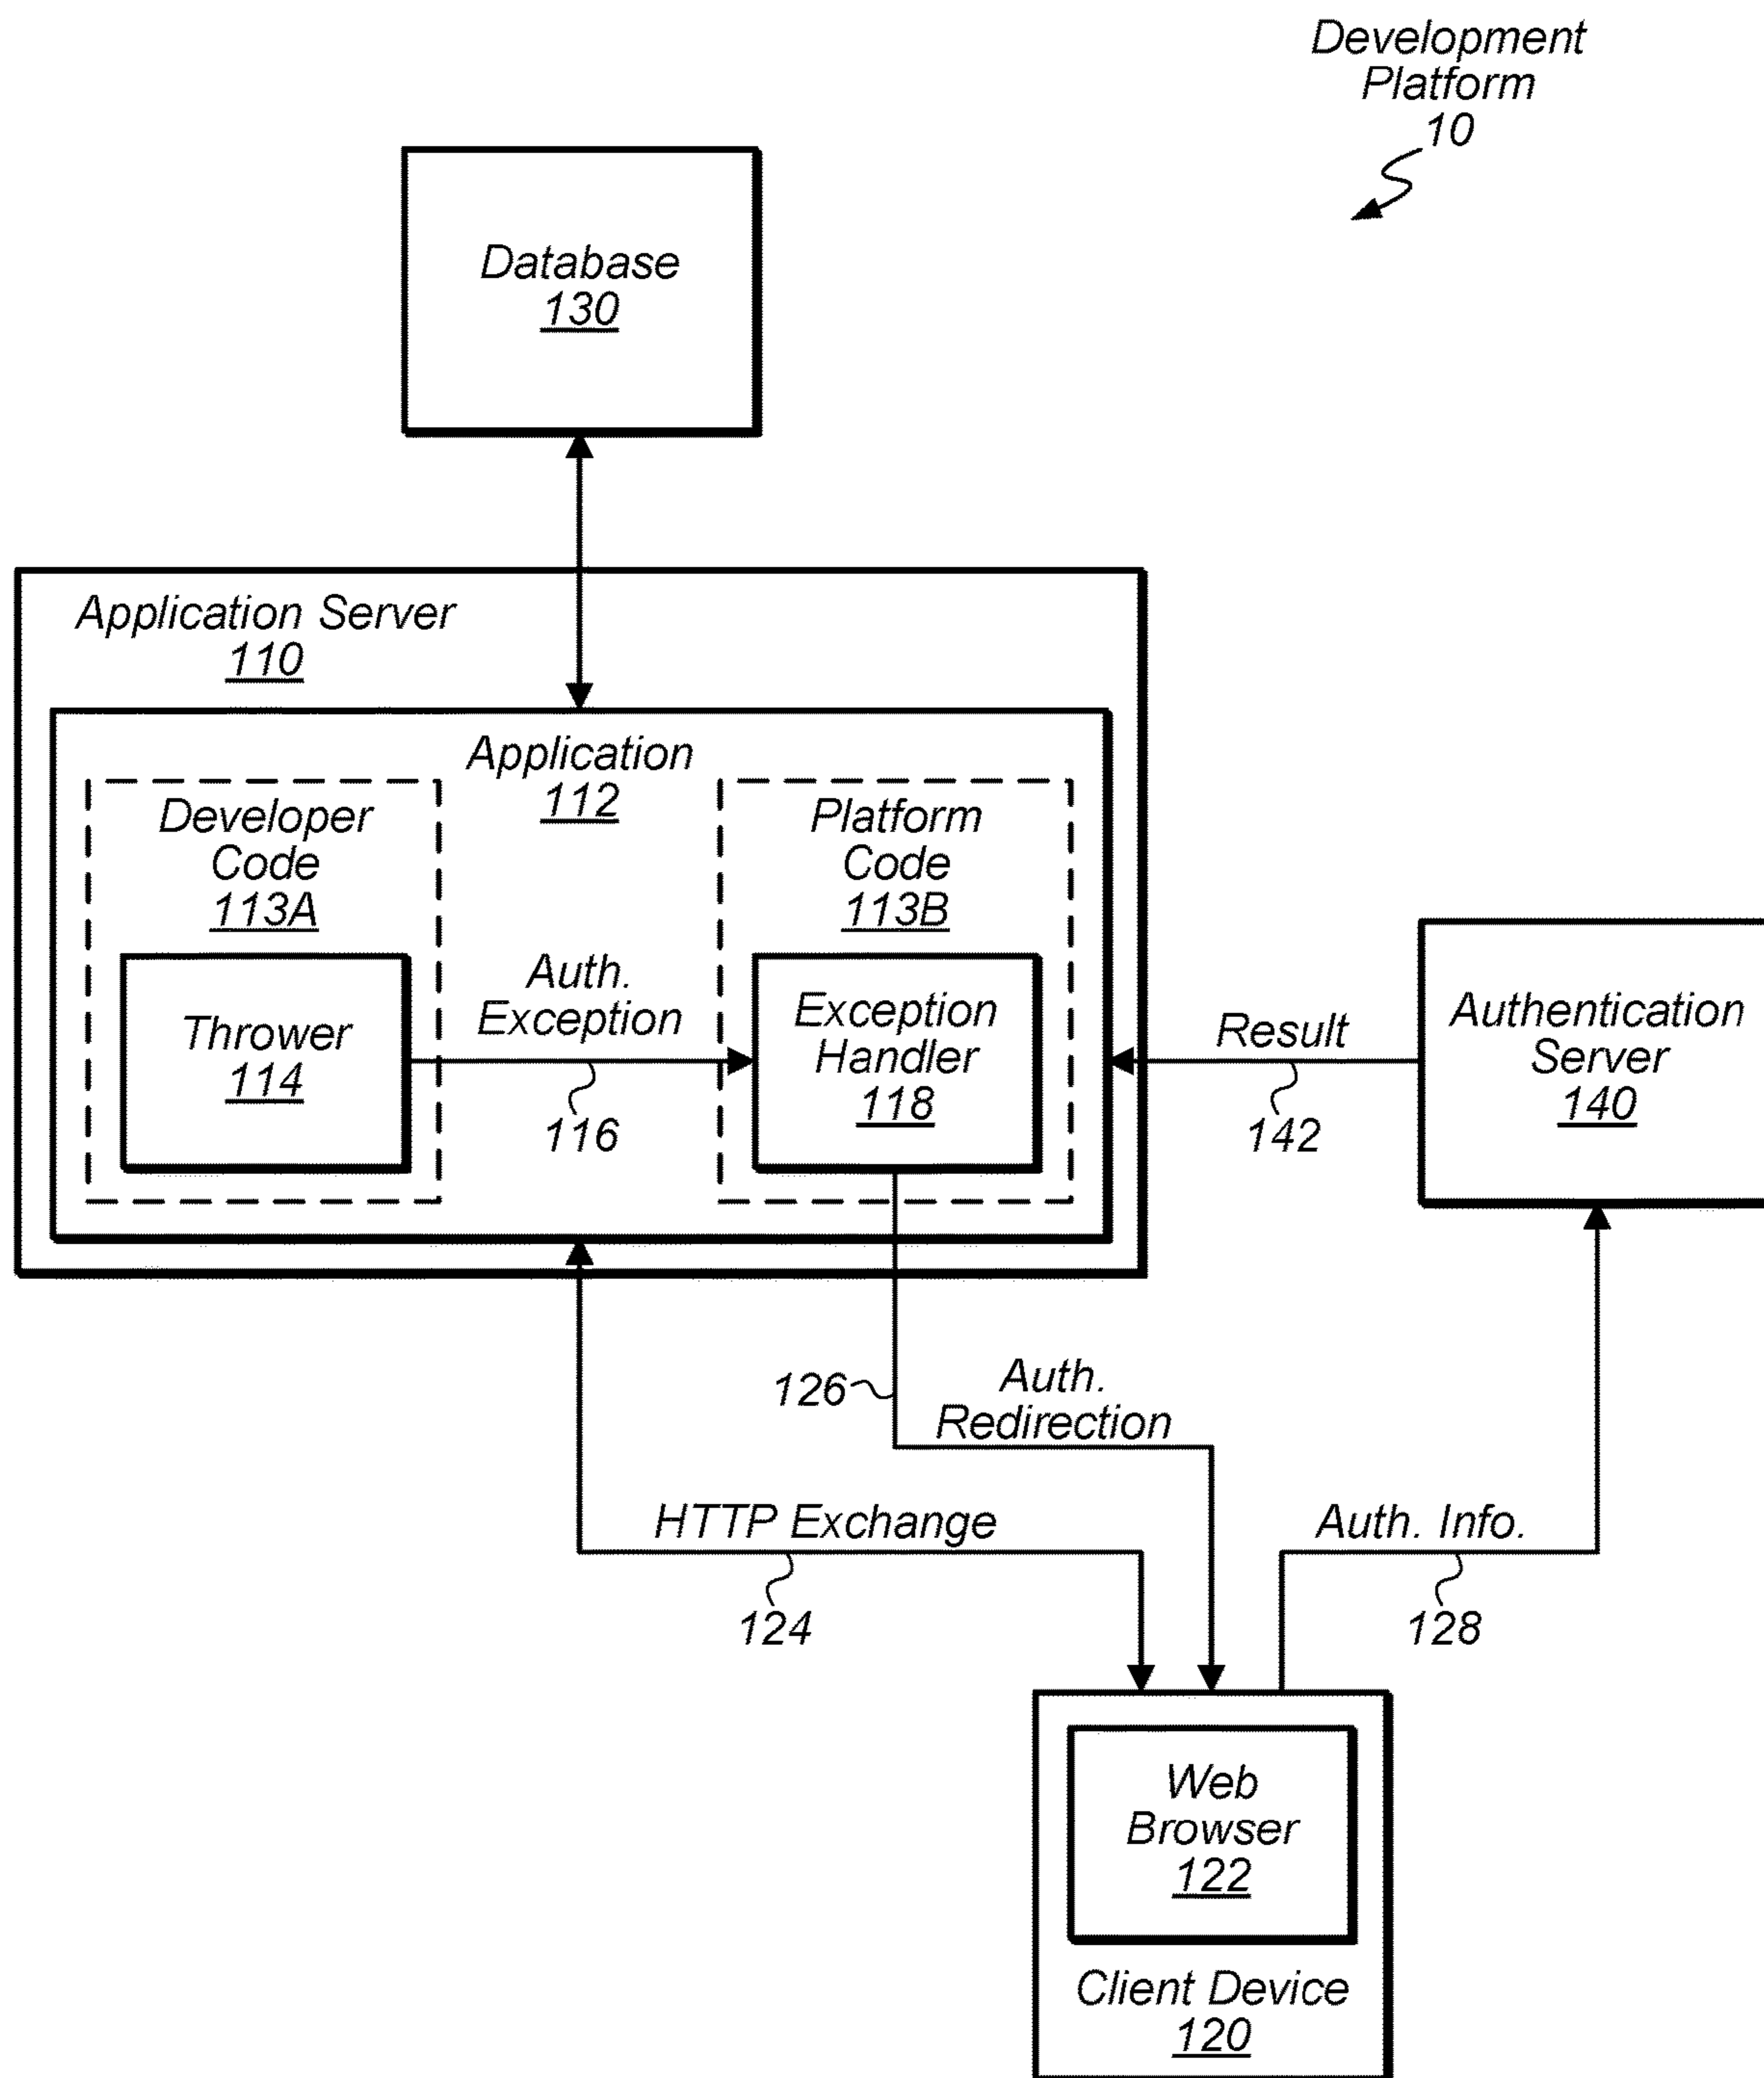 Development
Platform
10
Database
130
Application Server
110
Application
112
Developer
Code
113A
Platform
Code
113B
Thrower
114
Auth.
Exception
116
Exception
Handler
118
Result
142
Authentication
Server
140
126
Auth.
Redirection
HTTP Exchange
124
Auth. Info.
128
Web
Browser
122
Client Device
120